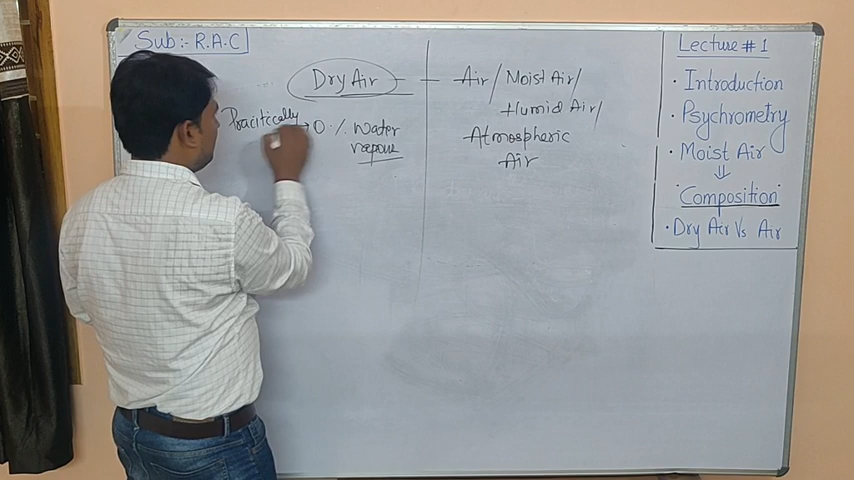 Sub:- R.A.C
Dry Air
Pracitically → 0 % Water
vapour
Air/Moist Air/
Humid Air/
Atmospheric
Air
Lecture # 1
• Introduction
• Psychrometry
• Moist Air
⇓
"Composition"
• Dry Air Vs Air